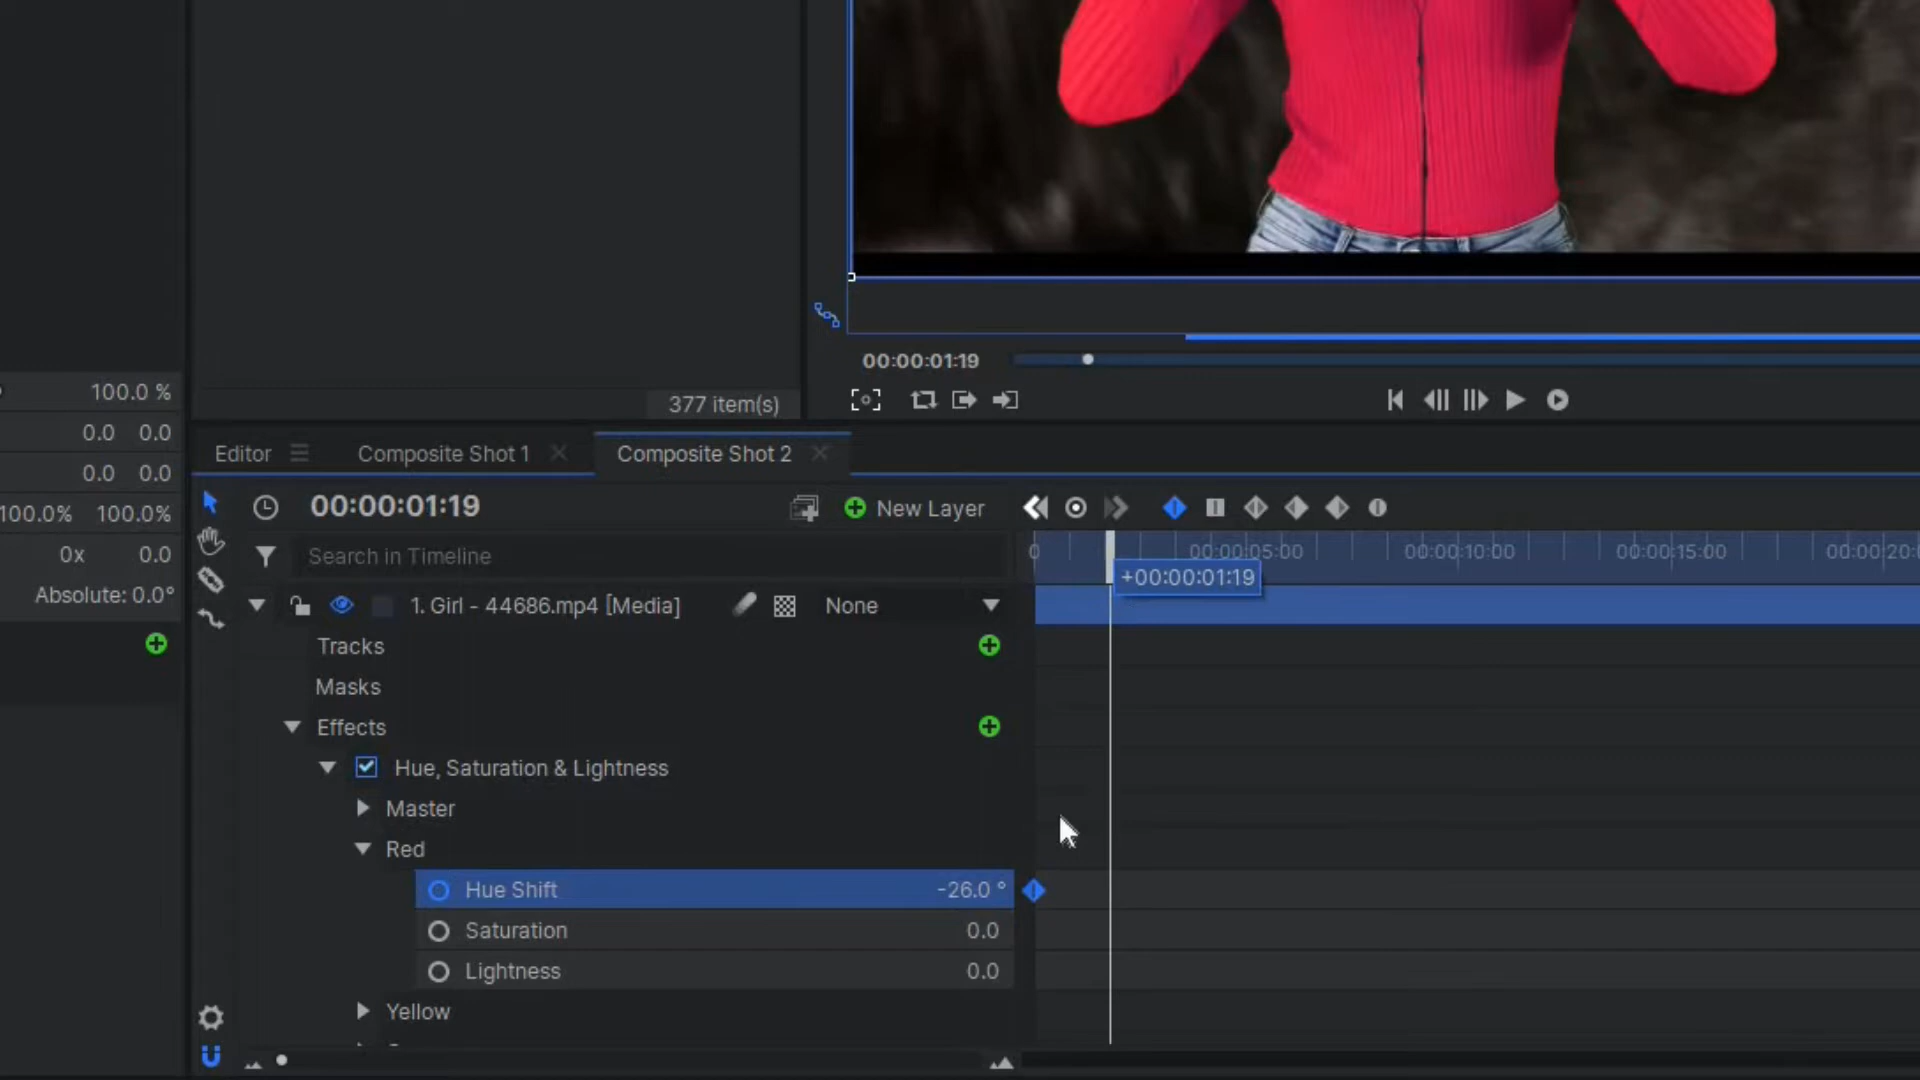 100.0 %
0.0 0.0
0.0 0.0
100.0% 100.0%
0x 0.0
Absolute: 0.0°
377 item(s)
00:00:01:19
Editor
Composite Shot 1
Composite Shot 2
00:00:01:19
New Layer
Search in Timeline
0 00:00:05:00 00:00:10:00 00:00:15:00 00:00:20:0
+00:00:01:19
1. Girl - 44686.mp4 [Media] None
Tracks
Masks
Effects
Hue, Saturation & Lightness
Master
Red
Hue Shift -26.0 °
Saturation 0.0
Lightness 0.0
Yellow